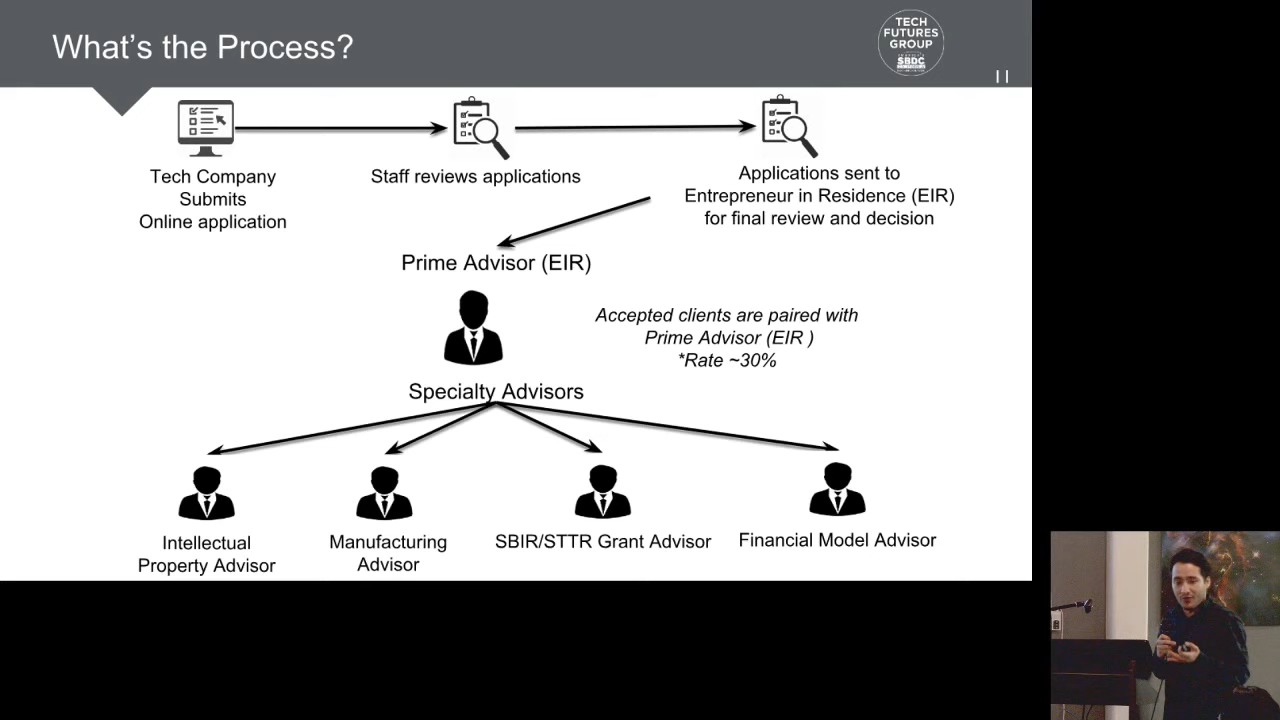 What's the Process?
TECH
FUTURES
GROUP
SBDC
11
Tech Company
Submits
Online application
Staff reviews applications
Applications sent to
Entrepreneur in Residence (EIR)
for final review and decision
Prime Advisor (EIR)
Accepted clients are paired with
Prime Advisor (EIR )
*Rate ~30%
Specialty Advisors
Intellectual
Property Advisor
Manufacturing
Advisor
SBIR/STTR Grant Advisor
Financial Model Advisor